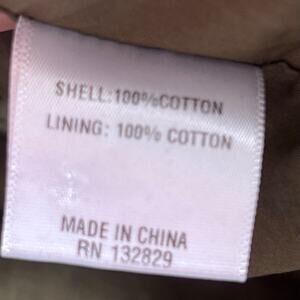 SHELL:100%COTTON
LINING: 100% COTTON
MADE IN CHINA
RN 132829